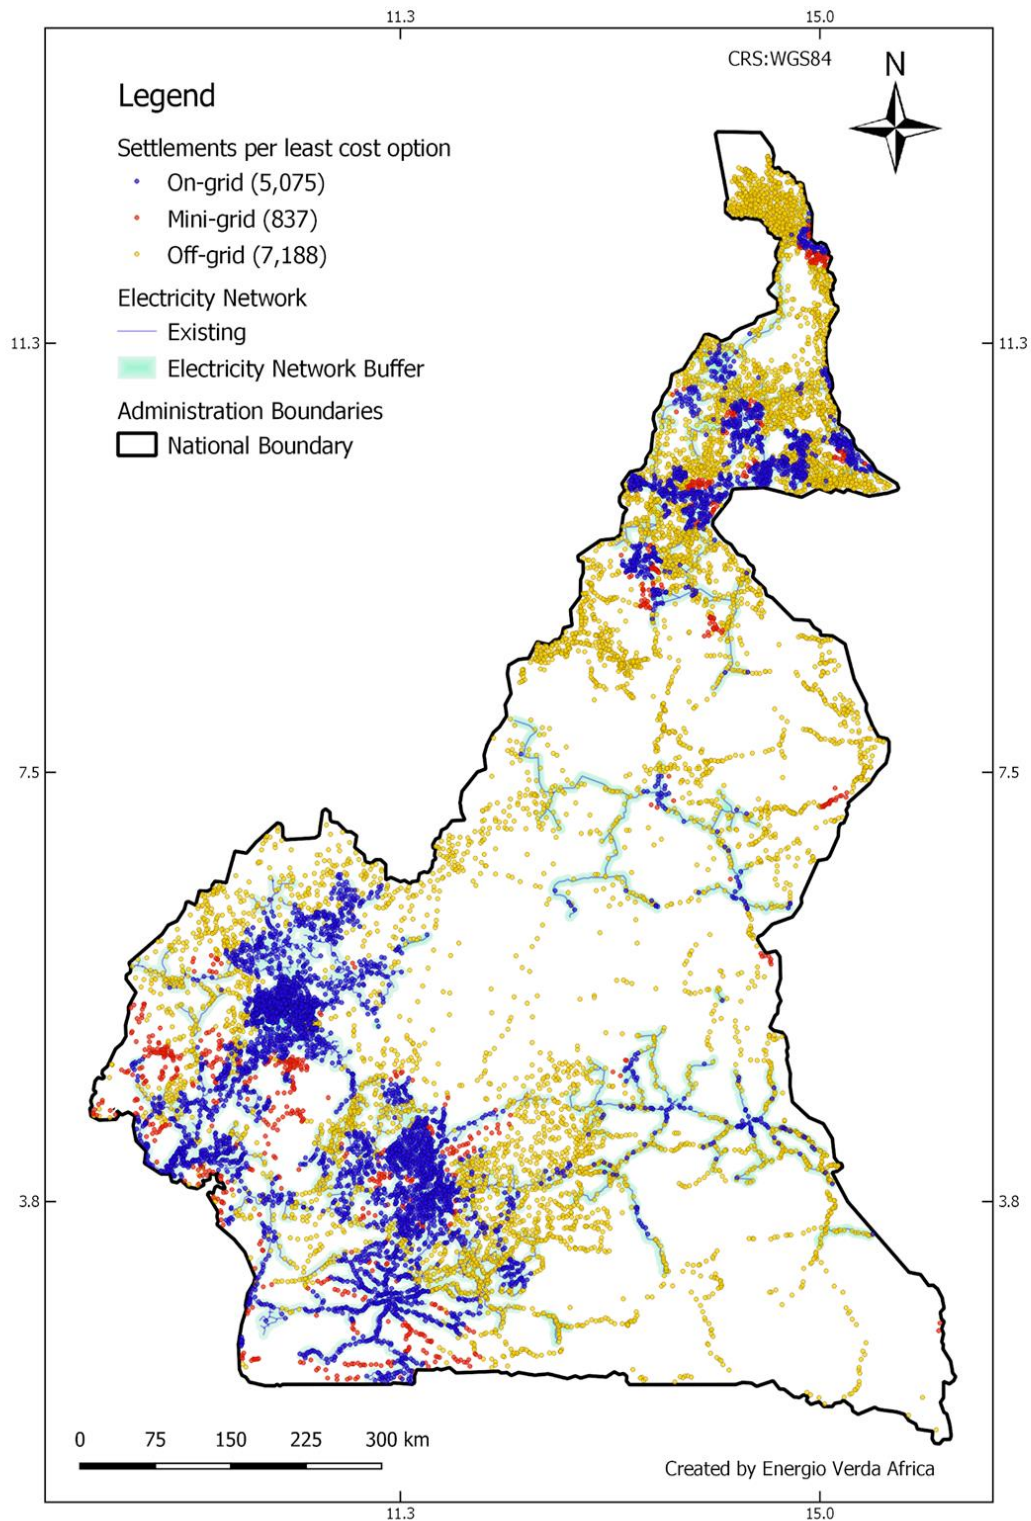 11.3 15.0
CRS:WGS84
N
Legend
Settlements per least cost option
On-grid (5,075)
Mini-grid (837)
Off-grid (7,188)
Electricity Network
Existing
Electricity Network Buffer
Administration Boundaries
National Boundary
11.3 11.3
7.5 7.5
3.8 3.8
0 75 150 225 300 km
Created by Energio Verda Africa
11.3 15.0